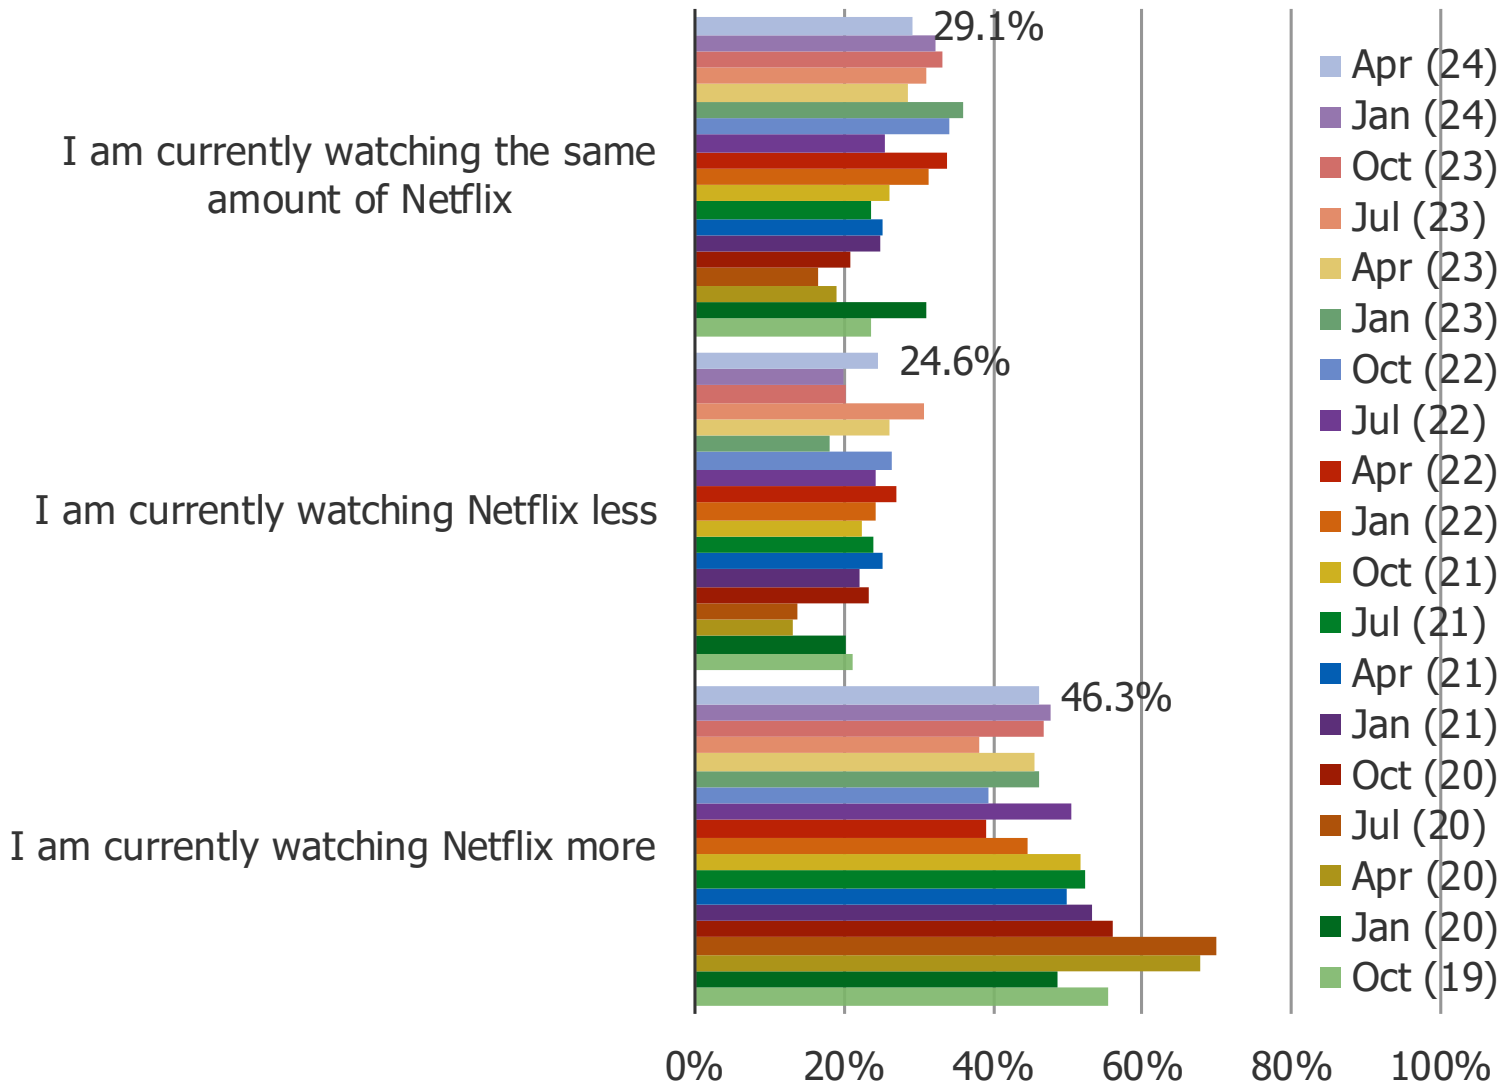 29.1%
I am currently watching the same
amount of Netflix
24.6%
I am currently watching Netflix less
46.3%
I am currently watching Netflix more
0%
20%
40%
60%
80%
100%
Apr (24)
Jan (24)
Oct (23)
Jul (23)
Apr (23)
Jan (23)
Oct (22)
Jul (22)
Apr (22)
Jan (22)
Oct (21)
Jul (21)
Apr (21)
Jan (21)
Oct (20)
Jul (20)
Apr (20)
Jan (20)
Oct (19)